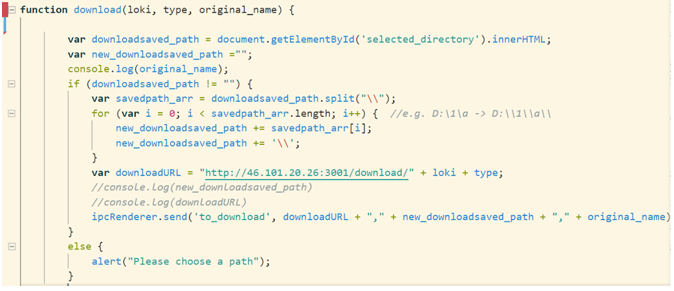 function download(loki, type, original_name) {
var downloadsaved_path = document.getElementById('selected_directory').innerHTML;
var new_downloadsaved_path ="";
console.log(original_name);
if (downloadsaved_path != "") {
var savedpath_arr = downloadsaved_path.split("\\");
for (var i = 0; i < savedpath_arr.length; i++) { //e.g. D:\1\a -> D:\\1\\a\\
new_downloadsaved_path += savedpath_arr[i];
new_downloadsaved_path += '\\';
}
var downloadURL = "http://46.101.20.26:3001/download/" + loki + type;
//console.log(new_downloadsaved_path)
//console.log(downloadURL)
ipcRenderer.send('to_download', downloadURL + "," + new_downloadsaved_path + "," + original_name)
}
else {
alert("Please choose a path");
}